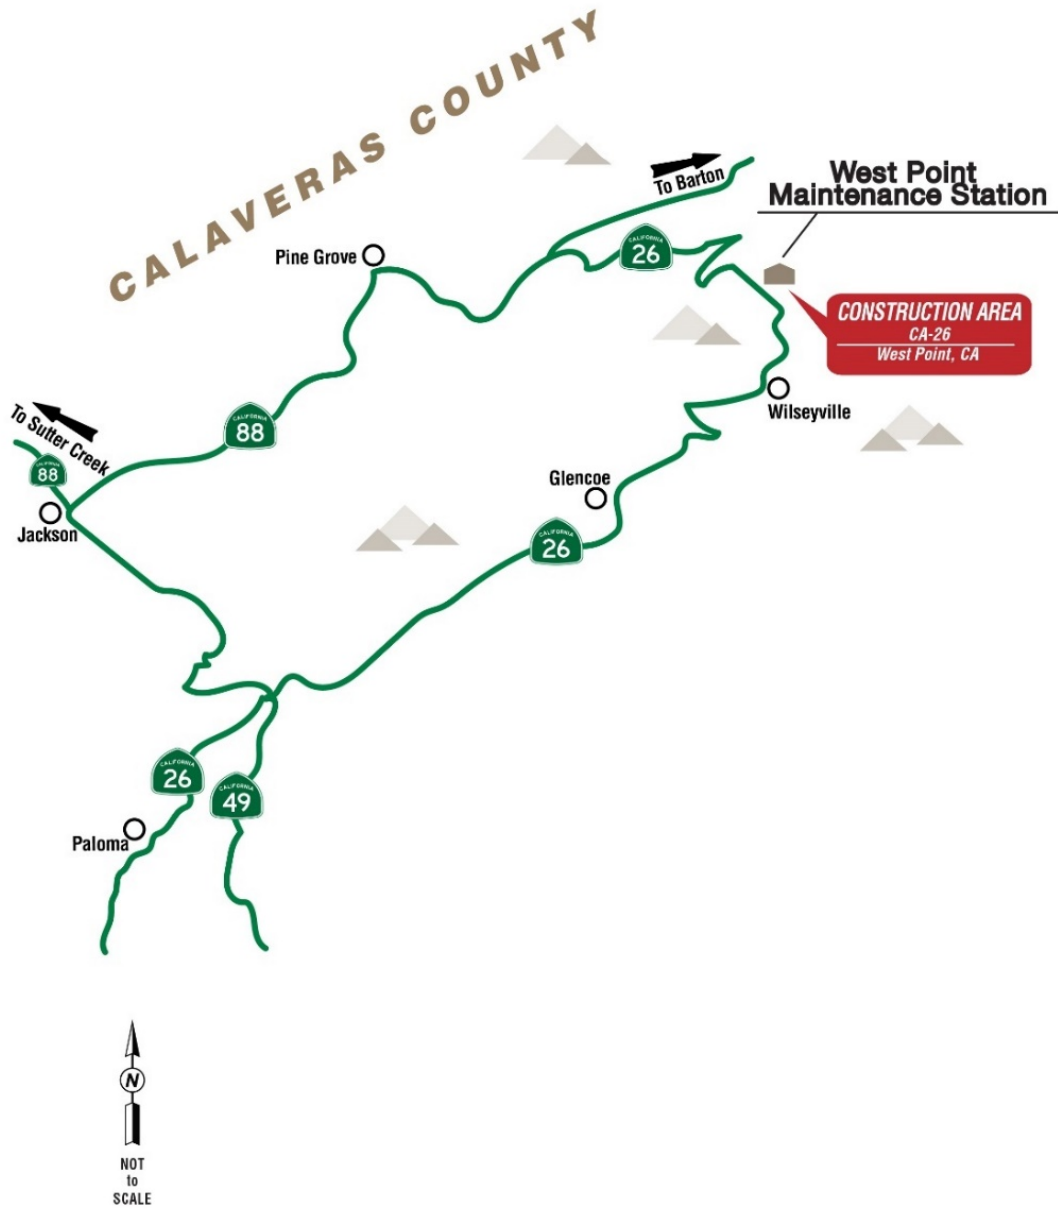 CALAVERAS COUNTY
To Barton
West Point
Maintenance Station
CALIFORNIA
26
Pine Grove
CONSTRUCTION AREA
CA-26
West Point, CA
Wilseyville
To Sutter Creek
CALIFORNIA
88
CALIFORNIA
88
Glencoe
Jackson
CALIFORNIA
26
CALIFORNIA
26
CALIFORNIA
49
Paloma
N
NOT
to
SCALE